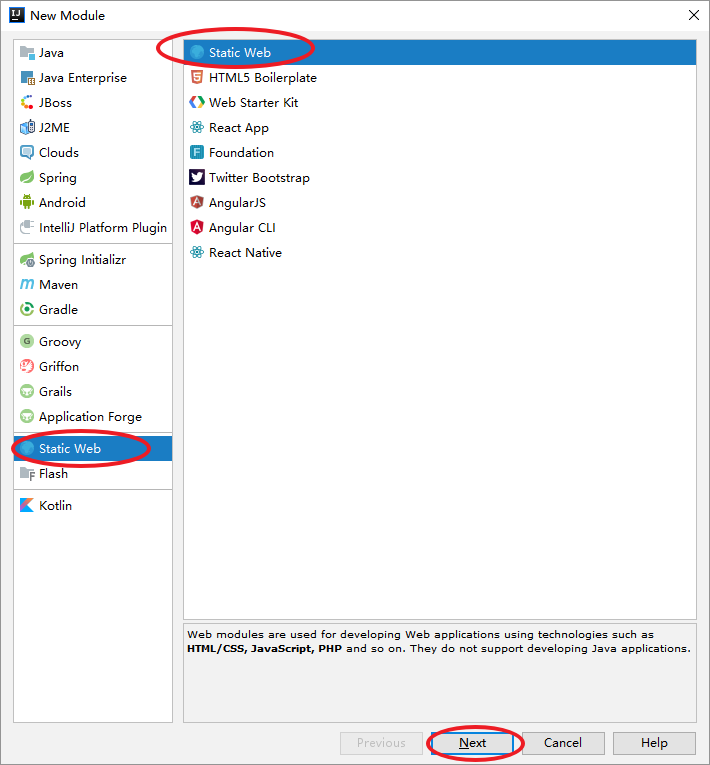 New Module
Java
Java Enterprise
JBoss
J2ME
Clouds
Spring
Android
IntelliJ Platform Plugin
Spring Initializr
Maven
Gradle
Groovy
Griffon
Grails
Application Forge
Static Web
Flash
Kotlin
Static Web
HTML5 Boilerplate
Web Starter Kit
React App
Foundation
Twitter Bootstrap
AngularJS
Angular CLI
React Native
Web modules are used for developing Web applications using technologies such as
HTML/CSS, JavaScript, PHP and so on. They do not support developing Java applications.
Previous
Next
Cancel
Help